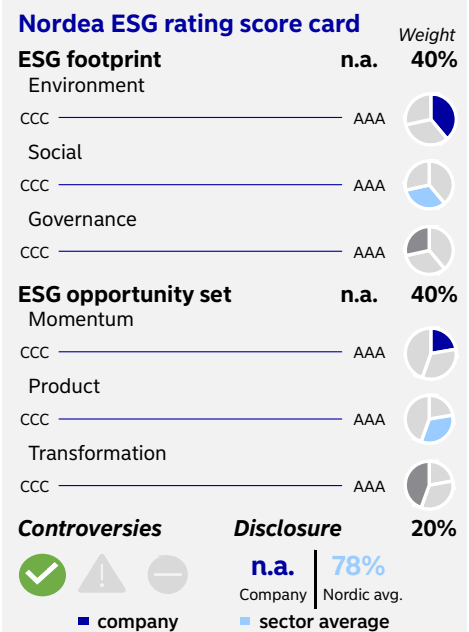 Nordea ESG rating score card Weight
ESG footprint n.a. 40%
Environment
CCC AAA
Social
CCC AAA
Governance
CCC AAA
ESG opportunity set n.a. 40%
Momentum
CCC AAA
Product
CCC AAA
Transformation
CCC AAA
Controversies Disclosure 20%
n.a. 78%
Company Nordic avg.
company sector average